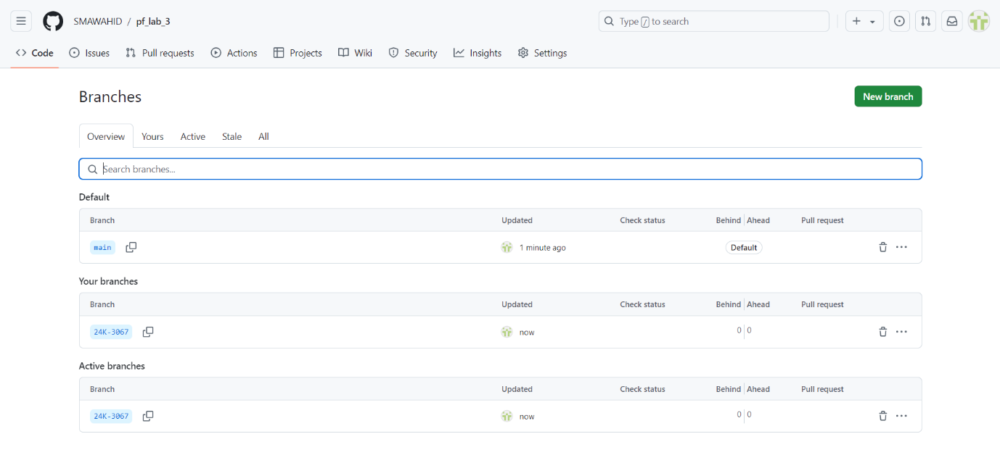 SMAWAHID / pf_lab_3
Type / to search
Code Issues Pull requests Actions Projects Wiki Security Insights Settings
Branches
New branch
Overview Yours Active Stale All
Search branches...
Default
Branch Updated Check status Behind Ahead Pull request
main 1 minute ago Default
Your branches
Branch Updated Check status Behind Ahead Pull request
24K-3067 now 0 0
Active branches
Branch Updated Check status Behind Ahead Pull request
24K-3067 now 0 0